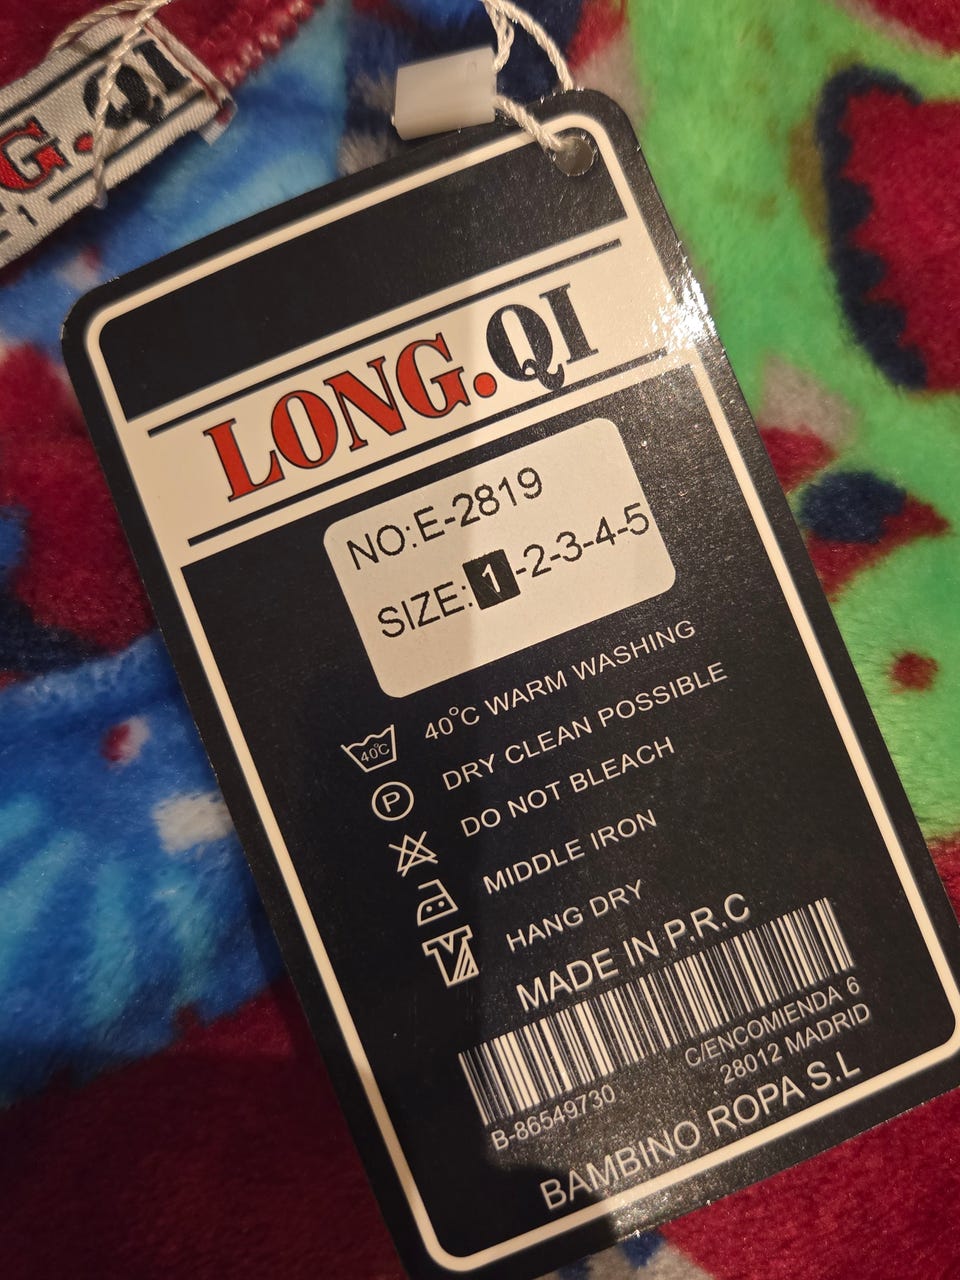 G.QI
LONG.QI
NO:E-2819
SIZE:1-2-3-4-5
40°C 40°C WARM WASHING
P DRY CLEAN POSSIBLE
DO NOT BLEACH
MIDDLE IRON
HANG DRY
MADE IN P.R.C
B-86549730
C/ENCOMIENDA 6
28012 MADRID
BAMBINO ROPA S.L